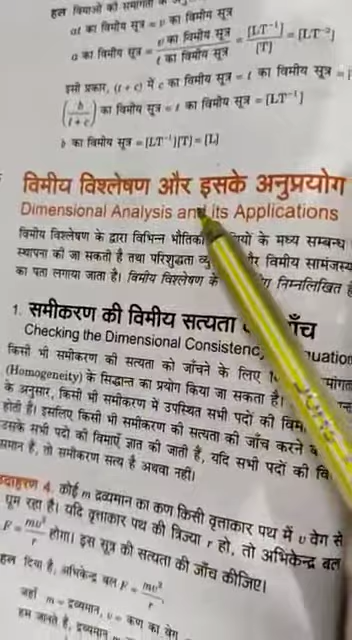 हल विमाओं की समानता के
at का विमीय सूत्र = v का विमीय सूत्र
a का विमीय सूत्र = v का विमीय सूत्र / t का विमीय सूत्र = [LT⁻¹] / [T] = [LT⁻²]
इसी प्रकार, (t + c) में c का विमीय सूत्र = t का विमीय सूत्र =
(b / t + c) का विमीय सूत्र = v का विमीय सूत्र = [LT⁻¹]
b का विमीय सूत्र = [LT⁻¹][T] = [L]
विमीय विश्लेषण और इसके अनुप्रयोग
Dimensional Analysis and its Applications
विमीय विश्लेषण के द्वारा विभिन्न के मध्य सम्बन्ध
स्थापना की जा सकती है तथा परिशुद्धता और विमीय सामंजस्य
का पता लगाया जाता है। विमीय विश्लेषण के निम्नलिखित
1. समीकरण की विमीय सत्यता
Checking the Dimensional Consistency
किसी भी समीकरण की सत्यता को जाँचने के लिए
(Homogeneity) के सिद्धान्त का प्रयोग किया जा सकता है।
के अनुसार, किसी भी समीकरण में उपस्थित सभी पदों की
होती हैं। इसलिए किसी भी समीकरण की सत्यता की जाँच करने
उसके सभी पदों की विमाएँ ज्ञात की जाती हैं, यदि सभी पदों की
समान हैं, तो समीकरण सत्य है अथवा नहीं।
उदाहरण 4. कोई m द्रव्यमान का कण किसी वृत्ताकार पथ में v वेग से
घूम रहा है। यदि वृत्ताकार पथ की त्रिज्या r हो, तो अभिकेन्द्र बल
F = mv² / r होगा। इस सूत्र की सत्यता की जाँच कीजिए।
हल दिया है, अभिकेन्द्र बल F = mv² / r
जहाँ m = द्रव्यमान, v = कण का वेग
हम जानते हैं, द्रव्यमान